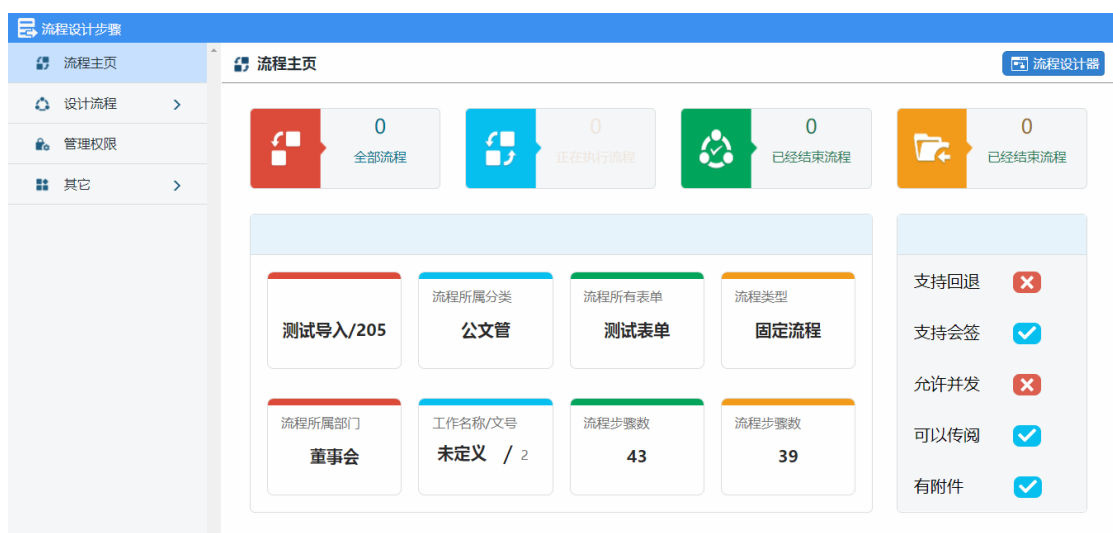 流程设计步骤
流程主页
设计流程
管理权限
其它
流程主页
流程设计器
0
全部流程
0
正在执行流程
0
已经结束流程
0
已经结束流程
测试导入/205
流程所属分类
公文管
流程所有表单
测试表单
流程类型
固定流程
流程所属部门
董事会
工作名称/文号
未定义 / 2
流程步骤数
43
流程步骤数
39
支持回退
支持会签
允许并发
可以传阅
有附件